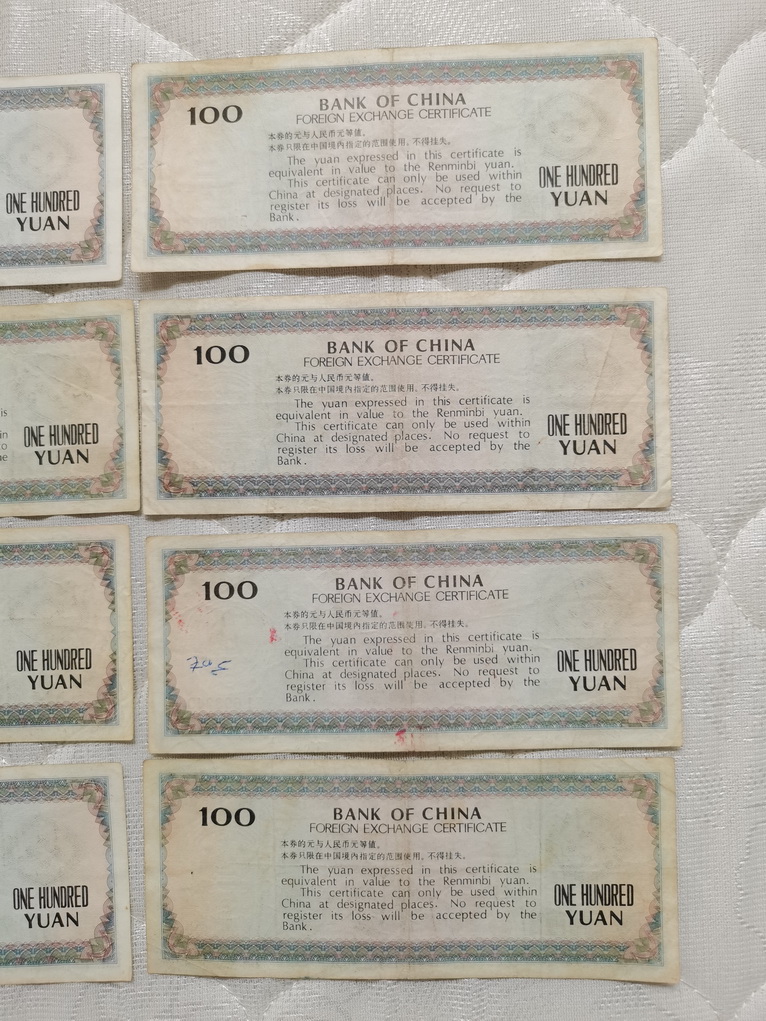 ONE HUNDRED
YUAN
100
BANK OF CHINA
FOREIGN EXCHANGE CERTIFICATE
本券的元与人民币元等值。
本券只限在中国境内指定的范围使用，不得挂失。
The yuan expressed in this certificate is
equivalent in value to the Renminbi yuan.
This certificate can only be used within
China at designated places. No request to
register its loss will be accepted by the
Bank.
ONE HUNDRED
YUAN
is
in
to
he
ONE HUNDRED
YUAN
100
BANK OF CHINA
FOREIGN EXCHANGE CERTIFICATE
本券的元与人民币元等值。
本券只限在中国境内指定的范围使用，不得挂失。
The yuan expressed in this certificate is
equivalent in value to the Renminbi yuan.
This certificate can only be used within
China at designated places. No request to
register its loss will be accepted by the
Bank.
ONE HUNDRED
YUAN
ONE HUNDRED
YUAN
100
BANK OF CHINA
FOREIGN EXCHANGE CERTIFICATE
本券的元与人民币元等值。
本券只限在中国境内指定的范围使用，不得挂失。
The yuan expressed in this certificate is
equivalent in value to the Renminbi yuan.
This certificate can only be used within
China at designated places. No request to
register its loss will be accepted by the
Bank.
ONE HUNDRED
YUAN
ONE HUNDRED
YUAN
100
BANK OF CHINA
FOREIGN EXCHANGE CERTIFICATE
本券的元与人民币元等值。
本券只限在中国境内指定的范围使用，不得挂失。
The yuan expressed in this certificate is
equivalent in value to the Renminbi yuan.
This certificate can only be used within
China at designated places. No request to
register its loss will be accepted by the
Bank.
ONE HUNDRED
YUAN